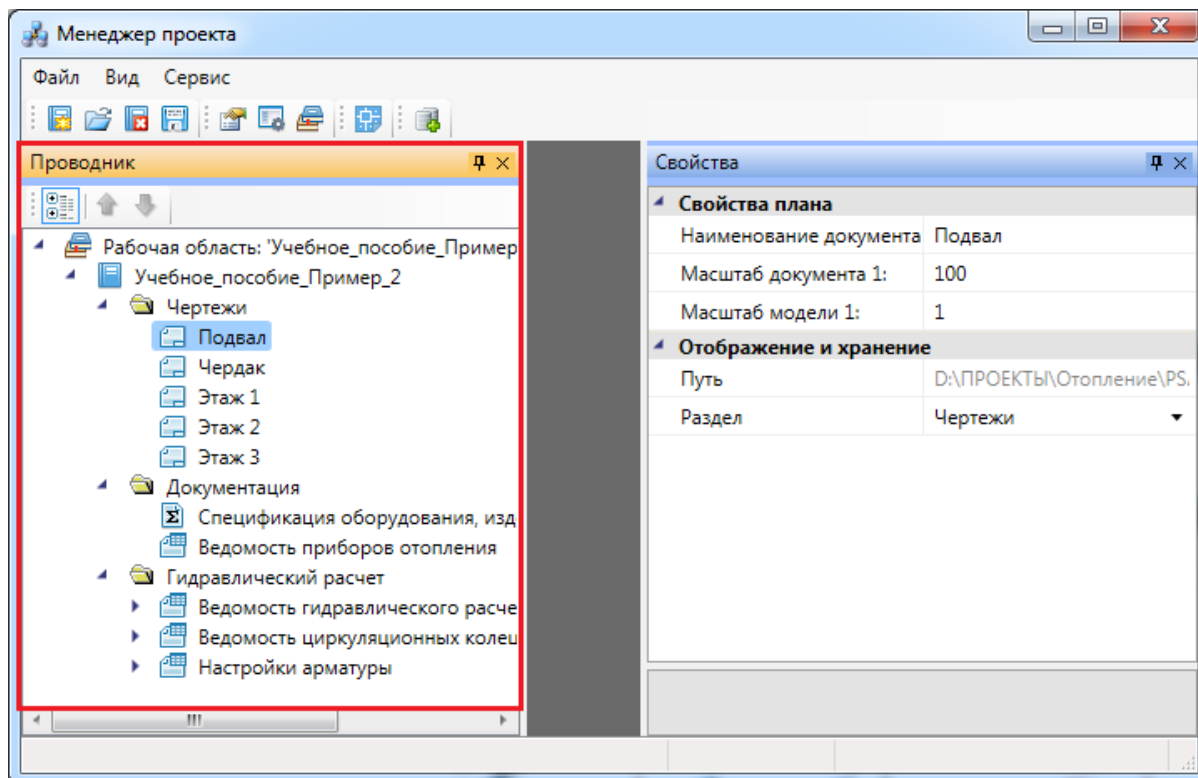 Менеджер проекта
Файл Вид Сервис
Проводник
Рабочая область: 'Учебное_пособие_Пример
Учебное_пособие_Пример_2
Чертежи
Подвал
Чердак
Этаж 1
Этаж 2
Этаж 3
Документация
Спецификация оборудования, изд
Ведомость приборов отопления
Гидравлический расчет
Ведомость гидравлического расче
Ведомость циркуляционных колец
Настройки арматуры
Свойства
Свойства плана
Наименование документа Подвал
Масштаб документа 1: 100
Масштаб модели 1: 1
Отображение и хранение
Путь D:\ПРОЕКТЫ\Отопление\PS.
Раздел Чертежи